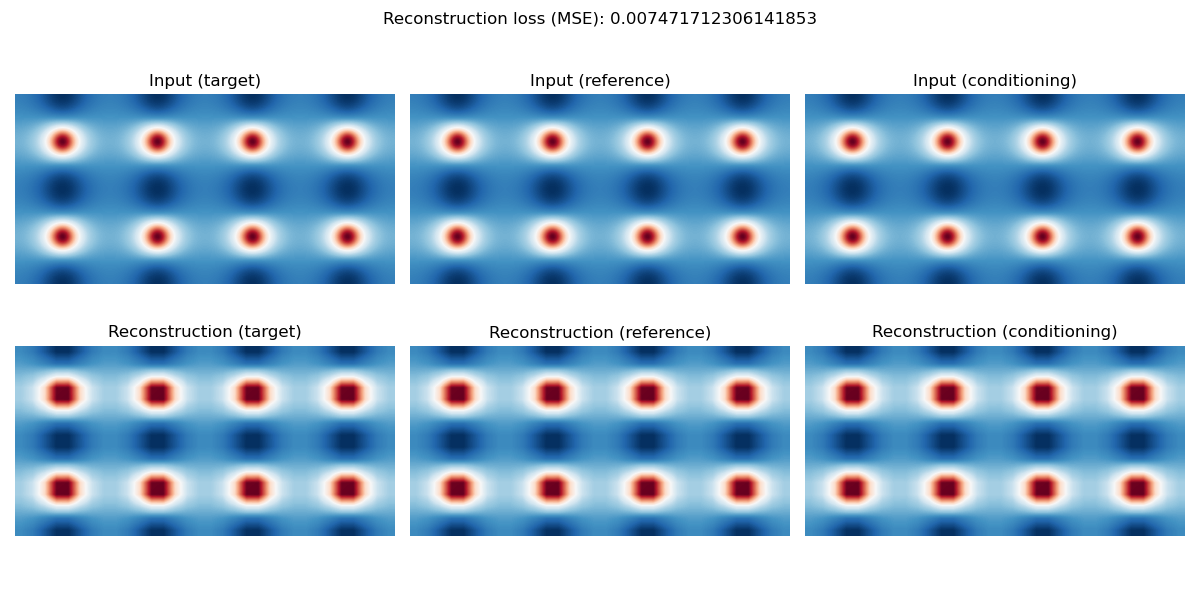 Reconstruction loss (MSE): 0.007471712306141853
Input (target)
Input (reference)
Input (conditioning)
Reconstruction (target)
Reconstruction (reference)
Reconstruction (conditioning)